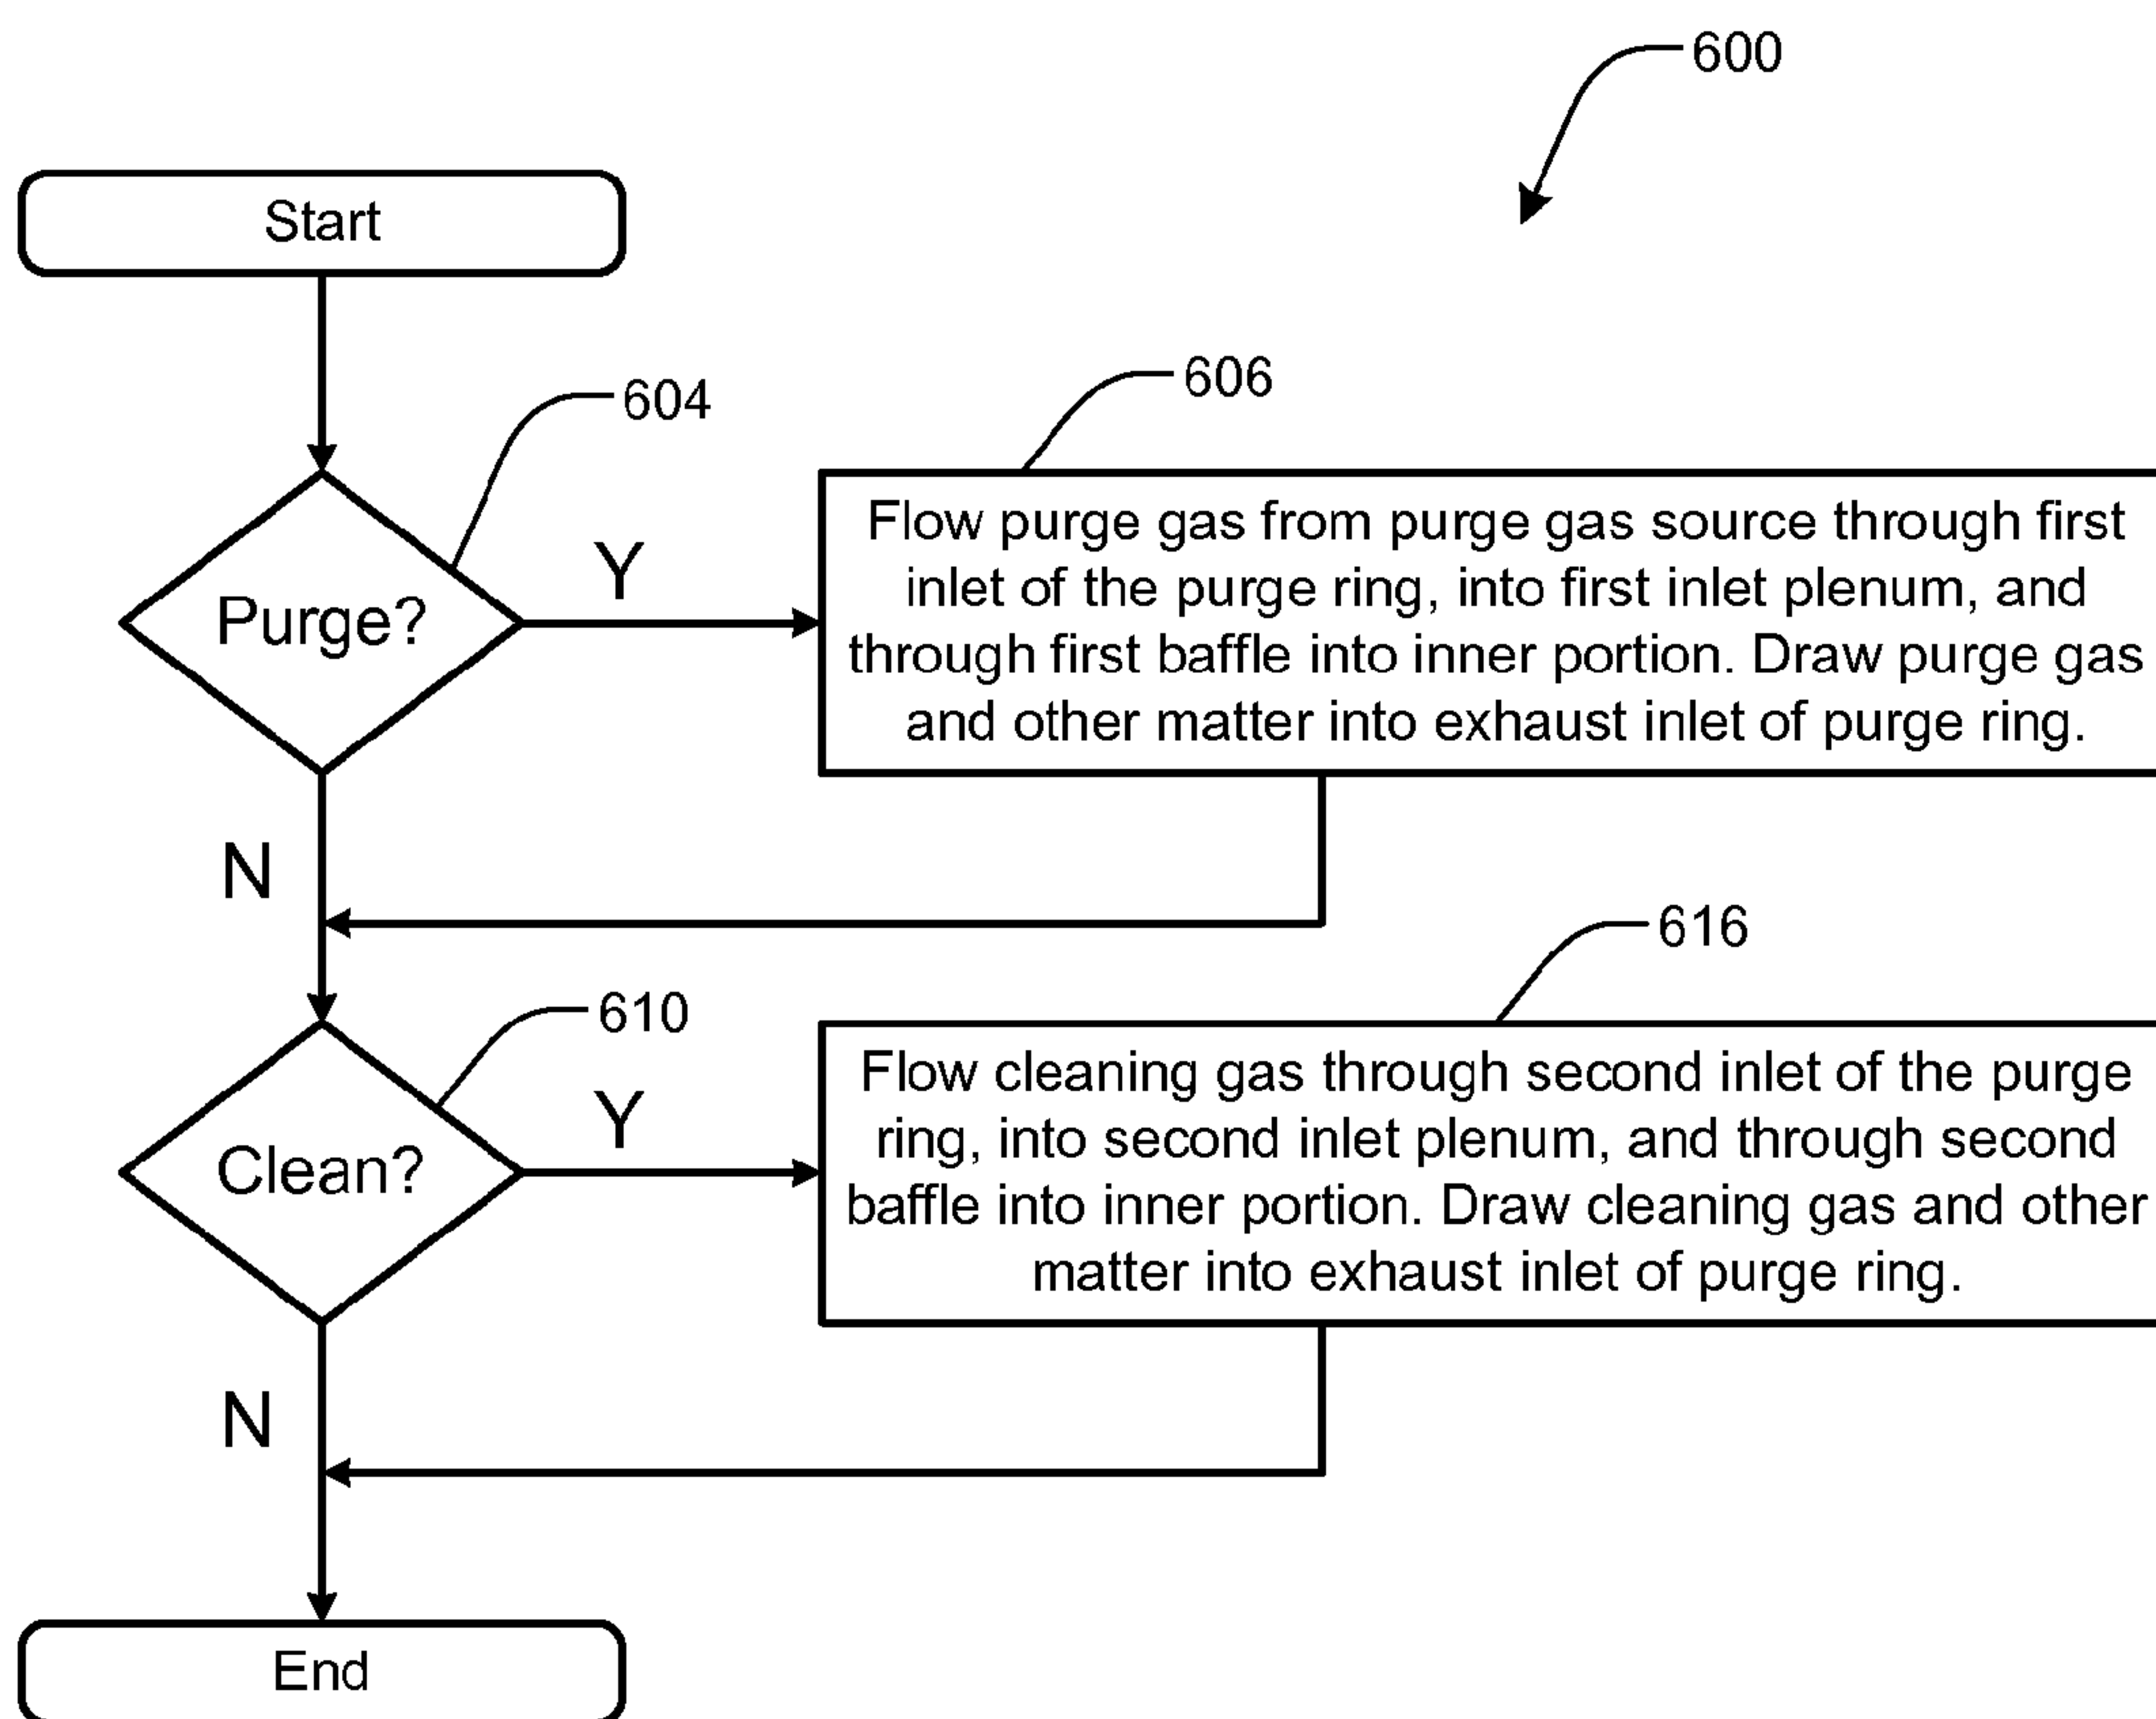 600
Start
604
606
Purge?
Y
Flow purge gas from purge gas source through first
inlet of the purge ring, into first inlet plenum, and
through first baffle into inner portion. Draw purge gas
and other matter into exhaust inlet of purge ring.
N
616
610
Clean?
Y
Flow cleaning gas through second inlet of the purge
ring, into second inlet plenum, and through second
baffle into inner portion. Draw cleaning gas and other
matter into exhaust inlet of purge ring.
N
End